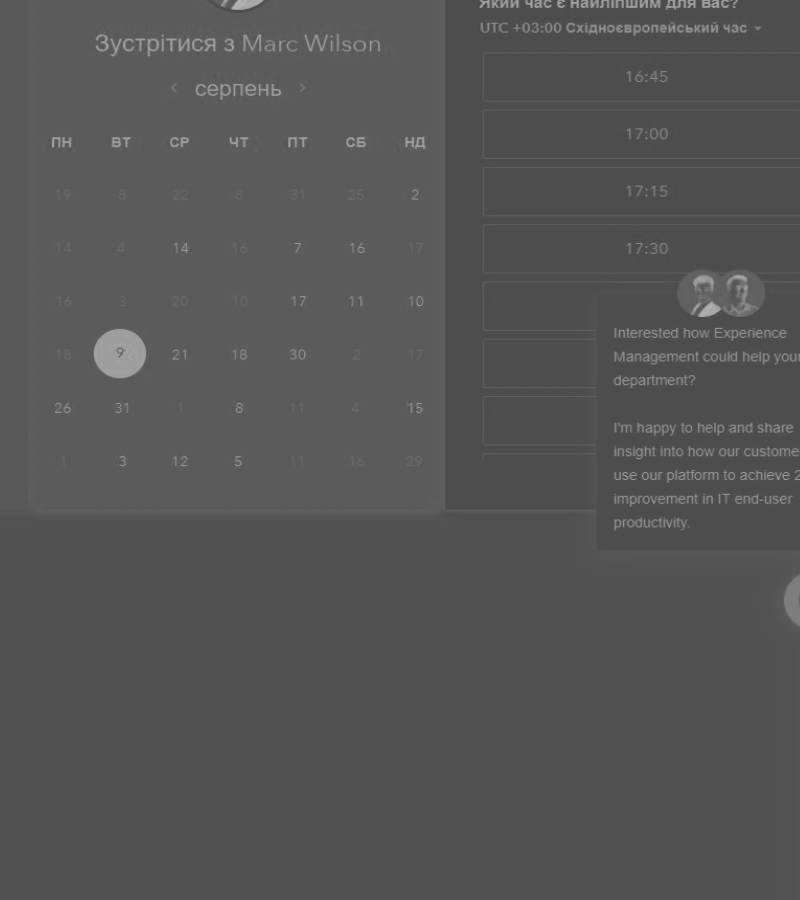 Зустрітися з Marc Wilson
серпень
ПН ВТ СР ЧТ ПТ СБ НД
19 8 22 8 31 25 2
14 4 14 16 7 16 17
16 3 20 10 17 11 10
18 9 21 18 30 2 17
26 31 1 8 11 4 15
1 3 12 5 11 16 29
Який час є найліпшим для вас?
UTC +03:00 Східноєвропейський час
16:45
17:00
17:15
17:30
Interested how Experience
Management could help your
department?
I'm happy to help and share
insight into how our custome
use our platform to achieve 2
improvement in IT end-user
productivity.